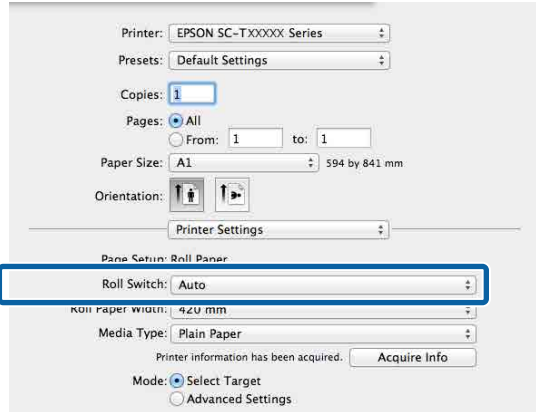 Printer: EPSON SC-TXXXXX Series
Presets: Default Settings
Copies: 1
Pages: All
From: 1 to: 1
Paper Size: A1 594 by 841 mm
Orientation:
Printer Settings
Page Setup: Roll Paper
Roll Switch: Auto
Roll Paper Width: 420 mm
Media Type: Plain Paper
Printer information has been acquired. Acquire Info
Mode: Select Target
Advanced Settings